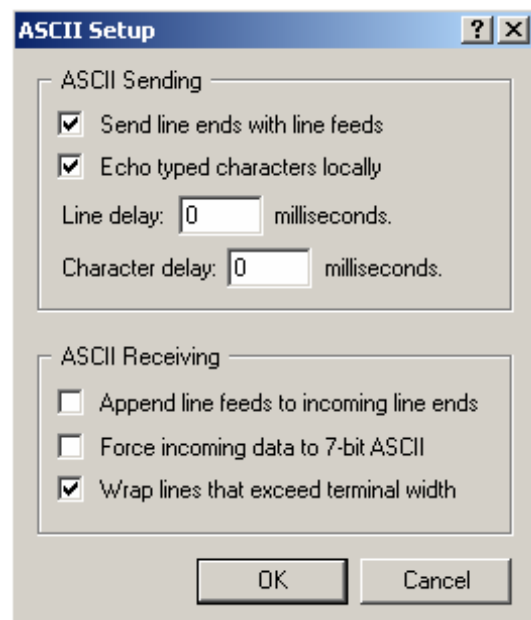 ASCII Setup
ASCII Sending
Send line ends with line feeds
Echo typed characters locally
Line delay: 0 milliseconds.
Character delay: 0 milliseconds.
ASCII Receiving
Append line feeds to incoming line ends
Force incoming data to 7-bit ASCII
Wrap lines that exceed terminal width
OK Cancel